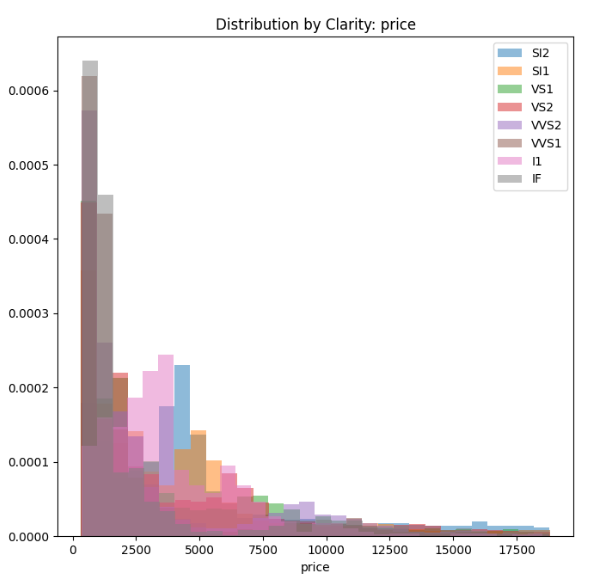 Distribution by Clarity: price
SI2
SI1
VS1
VS2
VVS2
VVS1
I1
IF
0.0006
0.0005
0.0004
0.0003
0.0002
0.0001
0.0000
0 2500 5000 7500 10000 12500 15000 17500
price